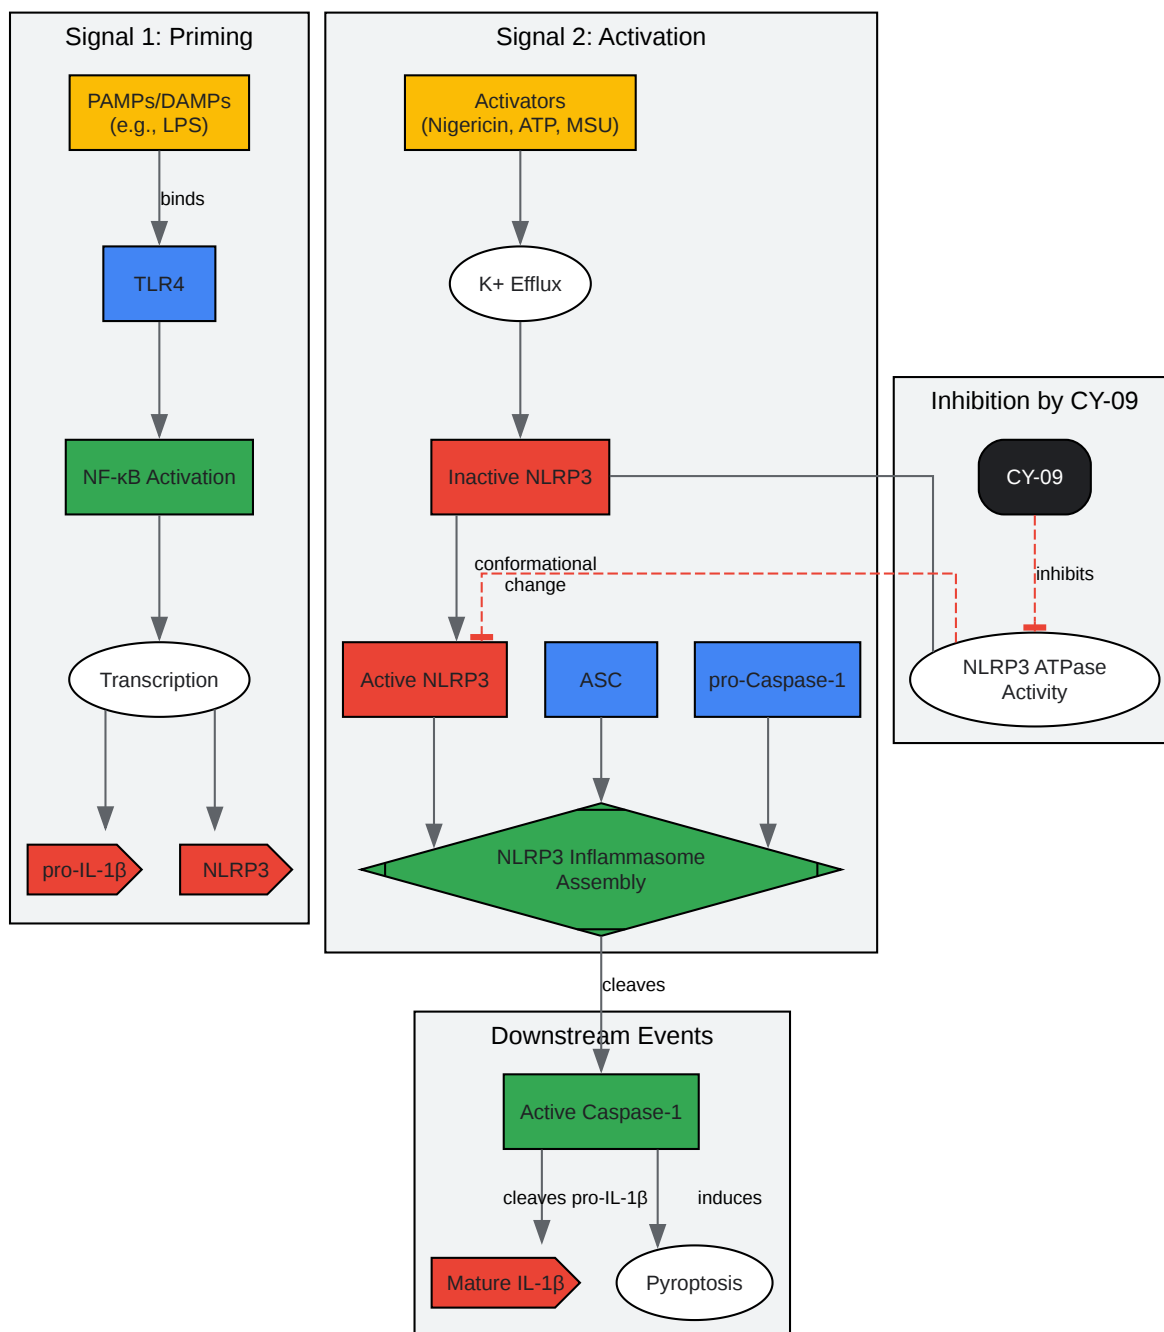 Signal 1: Priming
PAMPs/DAMPs
(e.g., LPS)
binds
TLR4
NF-κB Activation
Transcription
pro-IL-1β
NLRP3
Signal 2: Activation
Activators
(Nigericin, ATP, MSU)
K+ Efflux
Inactive NLRP3
conformational
change
Active NLRP3
ASC
pro-Caspase-1
NLRP3 Inflammasome
Assembly
Inhibition by CY-09
CY-09
inhibits
NLRP3 ATPase
Activity
cleaves
Downstream Events
Active Caspase-1
cleaves pro-IL-1β
induces
Mature IL-1β
Pyroptosis